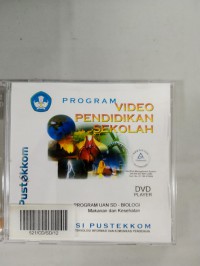 PROGRAM
VIDEO
PENDIDIKAN
SEKOLAH
DVD
PLAYER
Pustekkom
PROGRAM UAN SD - BIOLOGI
Makanan dan Kesehatan
SI PUSTEKKOM